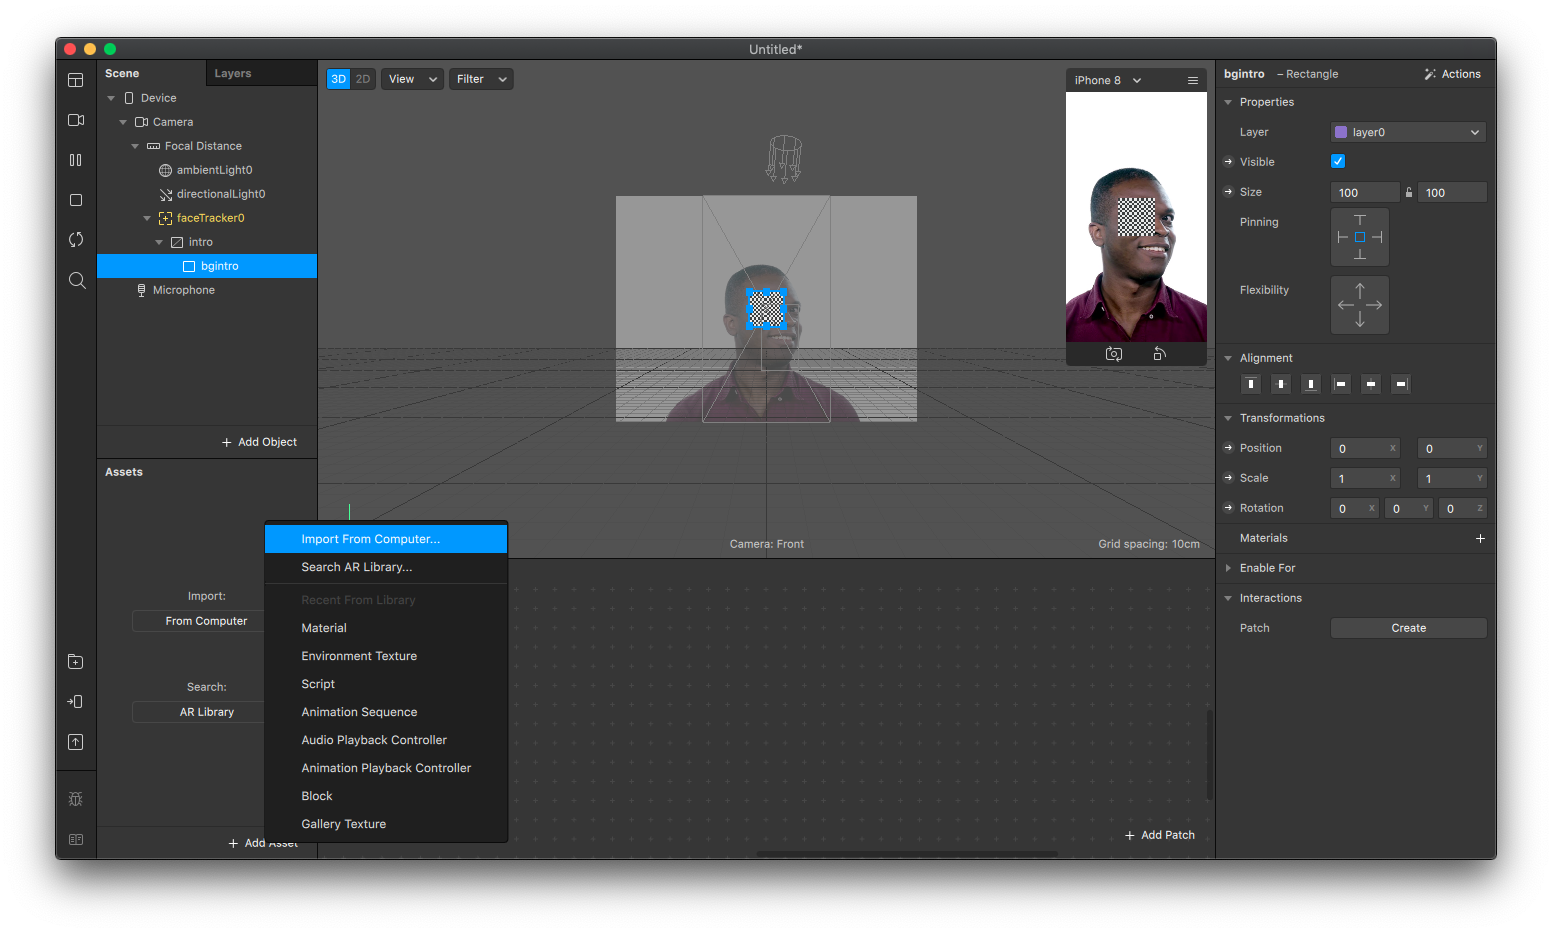 Untitled*
Scene
Layers
Device
Camera
Focal Distance
ambientLight0
directionalLight0
faceTracker0
intro
bgintro
Microphone
+ Add Object
Assets
Import:
From Computer
Search:
AR Library
+ Add Asset
3D 2D
View
Filter
Camera: Front
Grid spacing: 10cm
iPhone 8
Import From Computer...
Search AR Library...
Recent From Library
Material
Environment Texture
Script
Animation Sequence
Audio Playback Controller
Animation Playback Controller
Block
Gallery Texture
+ Add Patch
bgintro – Rectangle
Actions
Properties
Layer layer0
Visible
Size 100 100
Pinning
Flexibility
Alignment
Transformations
Position 0 X 0 Y
Scale 1 X 1 Y
Rotation 0 X 0 Y 0 Z
Materials +
Enable For
Interactions
Patch Create